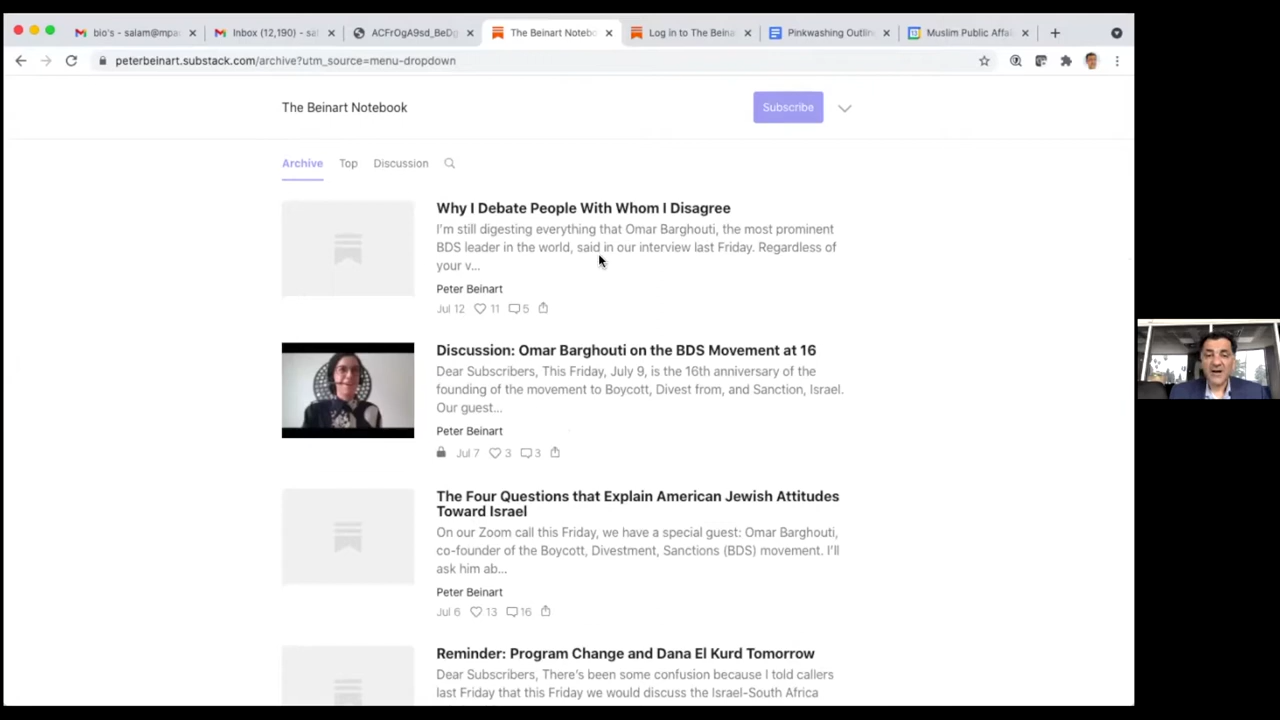 bio's - salam@mpa
Inbox (12,190) - sal
ACFrOgA9sd_BeDg
The Beinart Notebo
Log in to The Beina
Pinkwashing Outlin
Muslim Public Affai
peterbeinart.substack.com/archive?utm_source=menu-dropdown
The Beinart Notebook
Subscribe
Archive
Top
Discussion
Why I Debate People With Whom I Disagree
I'm still digesting everything that Omar Barghouti, the most prominent
BDS leader in the world, said in our interview last Friday. Regardless of
your v...
Peter Beinart
Jul 12 11 5
Discussion: Omar Barghouti on the BDS Movement at 16
Dear Subscribers, This Friday, July 9, is the 16th anniversary of the
founding of the movement to Boycott, Divest from, and Sanction, Israel.
Our guest...
Peter Beinart
Jul 7 3 3
The Four Questions that Explain American Jewish Attitudes
Toward Israel
On our Zoom call this Friday, we have a special guest: Omar Barghouti,
co-founder of the Boycott, Divestment, Sanctions (BDS) movement. I'll
ask him ab...
Peter Beinart
Jul 6 13 16
Reminder: Program Change and Dana El Kurd Tomorrow
Dear Subscribers, There's been some confusion because I told callers
last Friday that this Friday we would discuss the Israel-South Africa